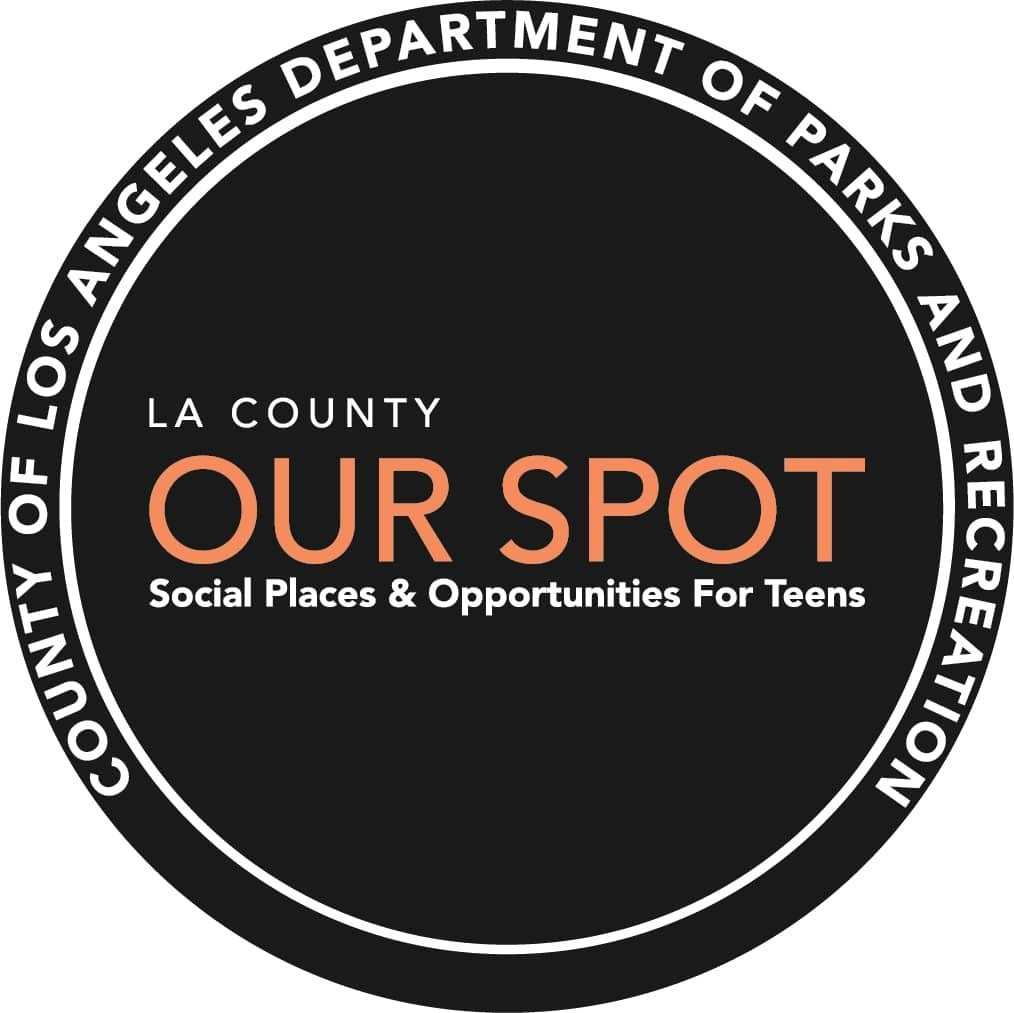 COUNTY OF LOS ANGELES DEPARTMENT OF PARKS AND RECREATION
LA COUNTY
OUR SPOT
Social Places & Opportunities For Teens